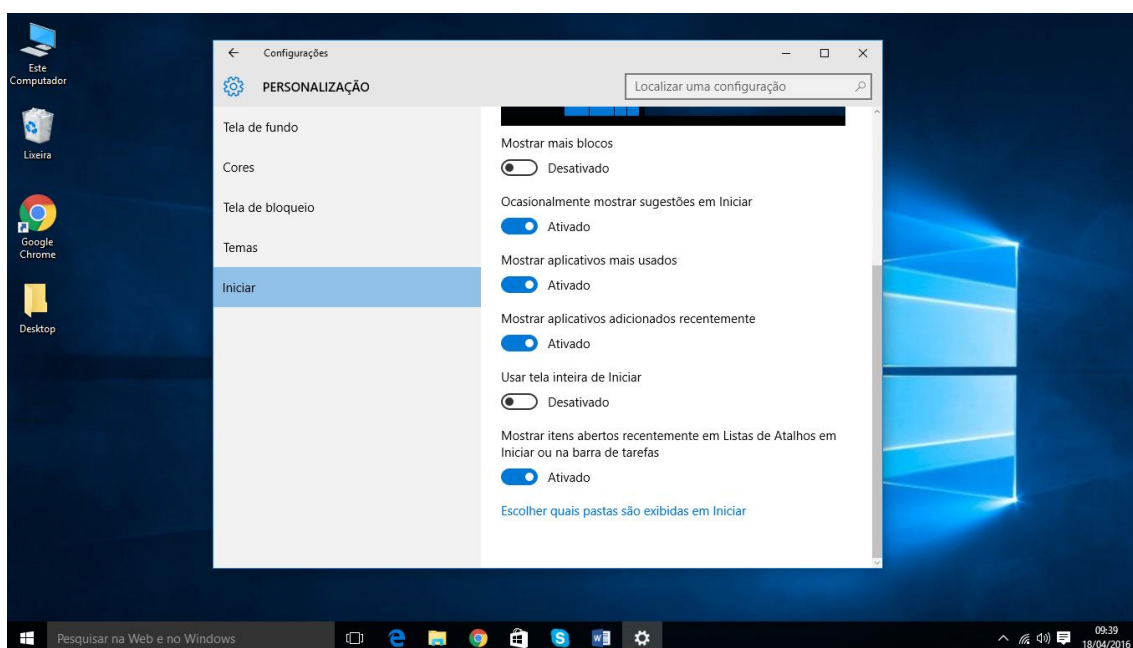 Este
Computador
Lixeira
Google
Chrome
Desktop
Configurações
PERSONALIZAÇÃO
Localizar uma configuração
Tela de fundo
Cores
Tela de bloqueio
Temas
Iniciar
Mostrar mais blocos
Desativado
Ocasionalmente mostrar sugestões em Iniciar
Ativado
Mostrar aplicativos mais usados
Ativado
Mostrar aplicativos adicionados recentemente
Ativado
Usar tela inteira de Iniciar
Desativado
Mostrar itens abertos recentemente em Listas de Atalhos em
Iniciar ou na barra de tarefas
Ativado
Escolher quais pastas são exibidas em Iniciar
Pesquisar na Web e no Windows
09:39
18/04/2016